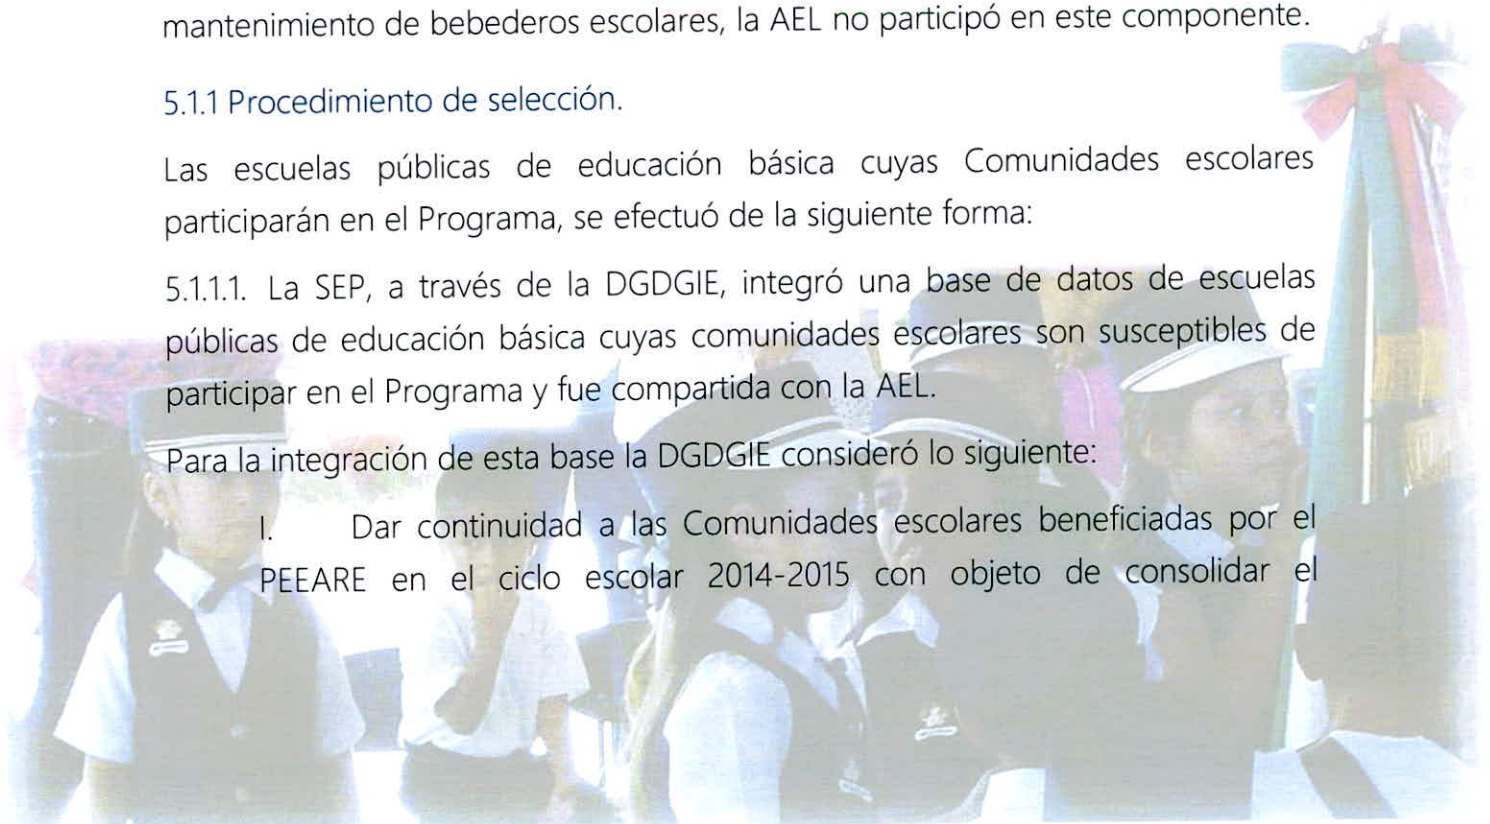 mantenimiento de bebederos escolares, la AEL no participó en este componente.
5.1.1 Procedimiento de selección.
Las escuelas públicas de educación básica cuyas Comunidades escolares
participarán en el Programa, se efectuó de la siguiente forma:
5.1.1.1. La SEP, a través de la DGDGIE, integró una base de datos de escuelas
públicas de educación básica cuyas comunidades escolares son susceptibles de
participar en el Programa y fue compartida con la AEL.
Para la integración de esta base la DGDGIE consideró lo siguiente:
I. Dar continuidad a las Comunidades escolares beneficiadas por el
PEEARE en el ciclo escolar 2014-2015 con objeto de consolidar el